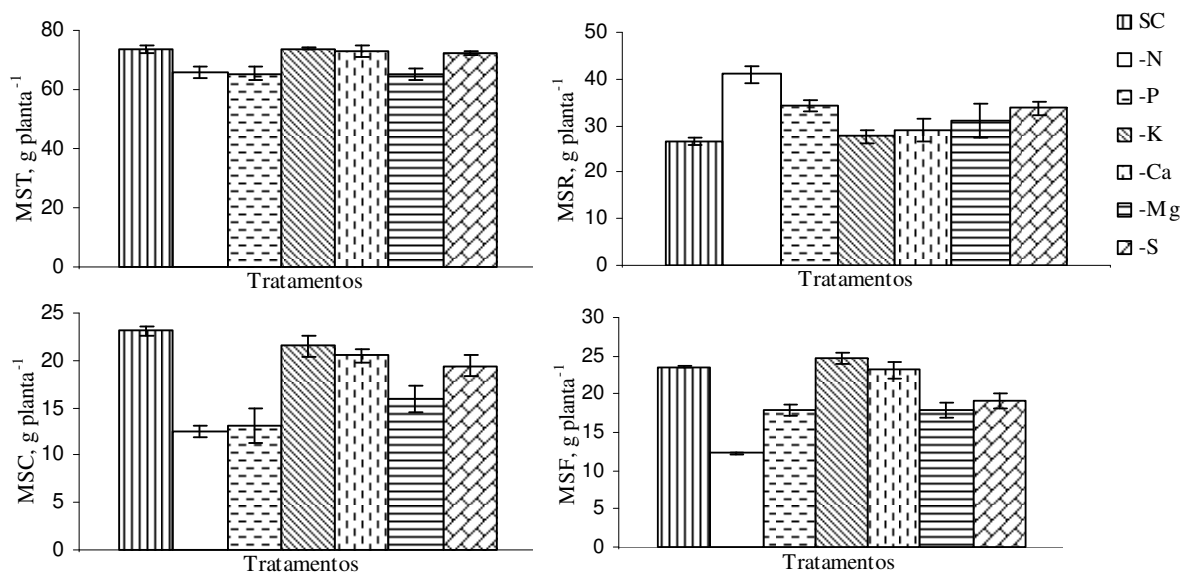 MST, g planta⁻¹
80
60
40
20
0
Tratamentos
MSR, g planta⁻¹
50
40
30
20
10
0
Tratamentos
SC
-N
-P
-K
-Ca
-Mg
-S
MSC, g planta⁻¹
25
20
15
10
5
0
Tratamentos
MSF, g planta⁻¹
30
25
20
15
10
5
0
Tratamentos